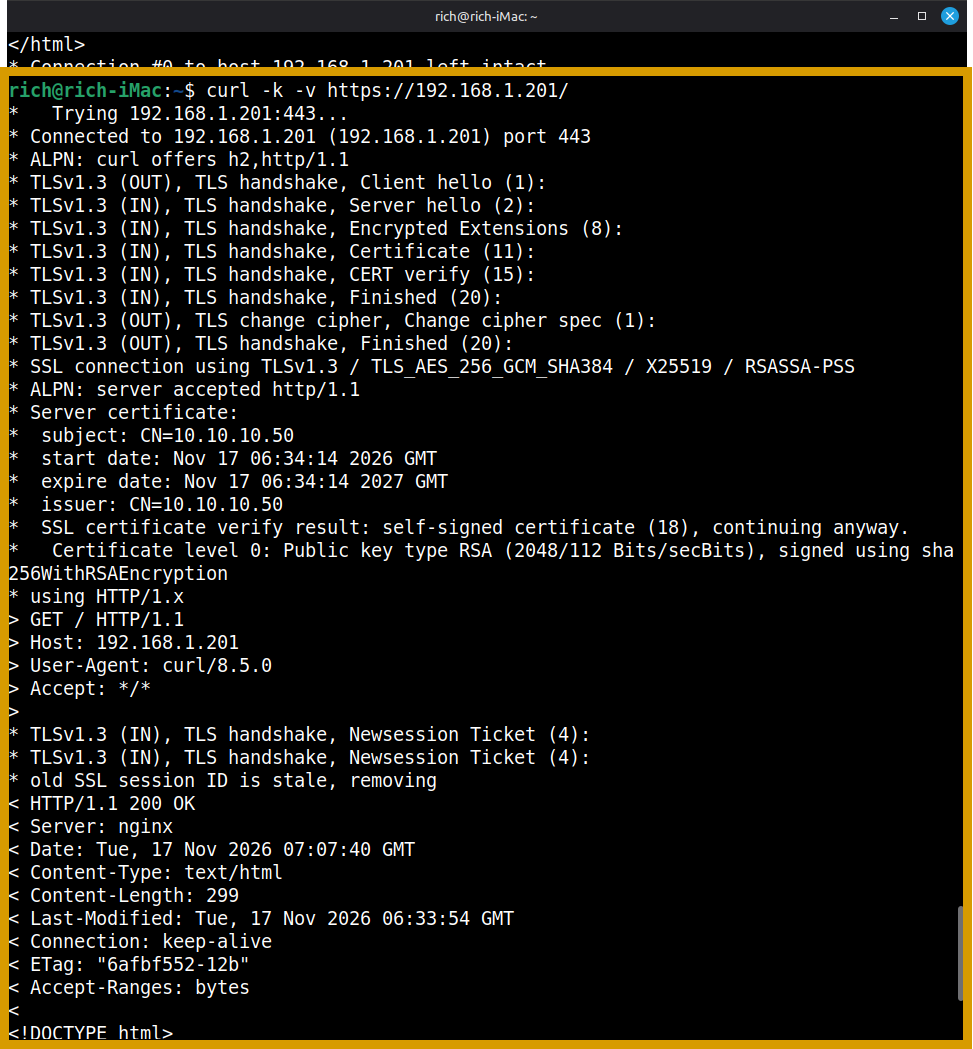 rich@rich-iMac: ~
</html>
* Connection #0 to host 192.168.1.201 left intact
rich@rich-iMac:~$ curl -k -v https://192.168.1.201/
*   Trying 192.168.1.201:443...
* Connected to 192.168.1.201 (192.168.1.201) port 443
* ALPN: curl offers h2,http/1.1
* TLSv1.3 (OUT), TLS handshake, Client hello (1):
* TLSv1.3 (IN), TLS handshake, Server hello (2):
* TLSv1.3 (IN), TLS handshake, Encrypted Extensions (8):
* TLSv1.3 (IN), TLS handshake, Certificate (11):
* TLSv1.3 (IN), TLS handshake, CERT verify (15):
* TLSv1.3 (IN), TLS handshake, Finished (20):
* TLSv1.3 (OUT), TLS change cipher, Change cipher spec (1):
* TLSv1.3 (OUT), TLS handshake, Finished (20):
* SSL connection using TLSv1.3 / TLS_AES_256_GCM_SHA384 / X25519 / RSASSA-PSS
* ALPN: server accepted http/1.1
* Server certificate:
*  subject: CN=10.10.10.50
*  start date: Nov 17 06:34:14 2026 GMT
*  expire date: Nov 17 06:34:14 2027 GMT
*  issuer: CN=10.10.10.50
*  SSL certificate verify result: self-signed certificate (18), continuing anyway.
*   Certificate level 0: Public key type RSA (2048/112 Bits/secBits), signed using sha
256WithRSAEncryption
* using HTTP/1.x
> GET / HTTP/1.1
> Host: 192.168.1.201
> User-Agent: curl/8.5.0
> Accept: */*
>
* TLSv1.3 (IN), TLS handshake, Newsession Ticket (4):
* TLSv1.3 (IN), TLS handshake, Newsession Ticket (4):
* old SSL session ID is stale, removing
< HTTP/1.1 200 OK
< Server: nginx
< Date: Tue, 17 Nov 2026 07:07:40 GMT
< Content-Type: text/html
< Content-Length: 299
< Last-Modified: Tue, 17 Nov 2026 06:33:54 GMT
< Connection: keep-alive
< ETag: "6afbf552-12b"
< Accept-Ranges: bytes
<
<!DOCTYPE html>